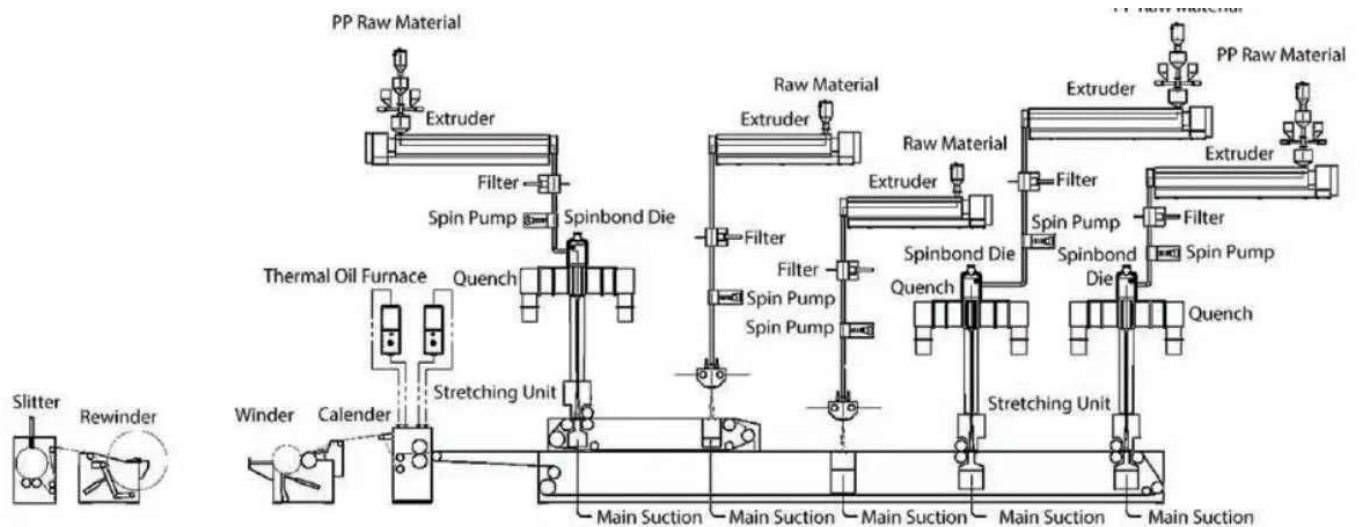 PP Raw Material
PP Raw Material
PP Raw Material
Raw Material
Extruder
Extruder
Extruder
Raw Material
Extruder
Extruder
Filter
Filter
Spin Pump
Spinbond Die
Filter
Spin Pump
Filter
Spinbond Die
Spinbond
Die
Spin Pump
Thermal Oil Furnace
Quench
Filter
Quench
Spin Pump
Quench
Spin Pump
Stretching Unit
Stretching Unit
Slitter
Rewinder
Winder
Calender
Main Suction
Main Suction
Main Suction
Main Suction
Main Suction